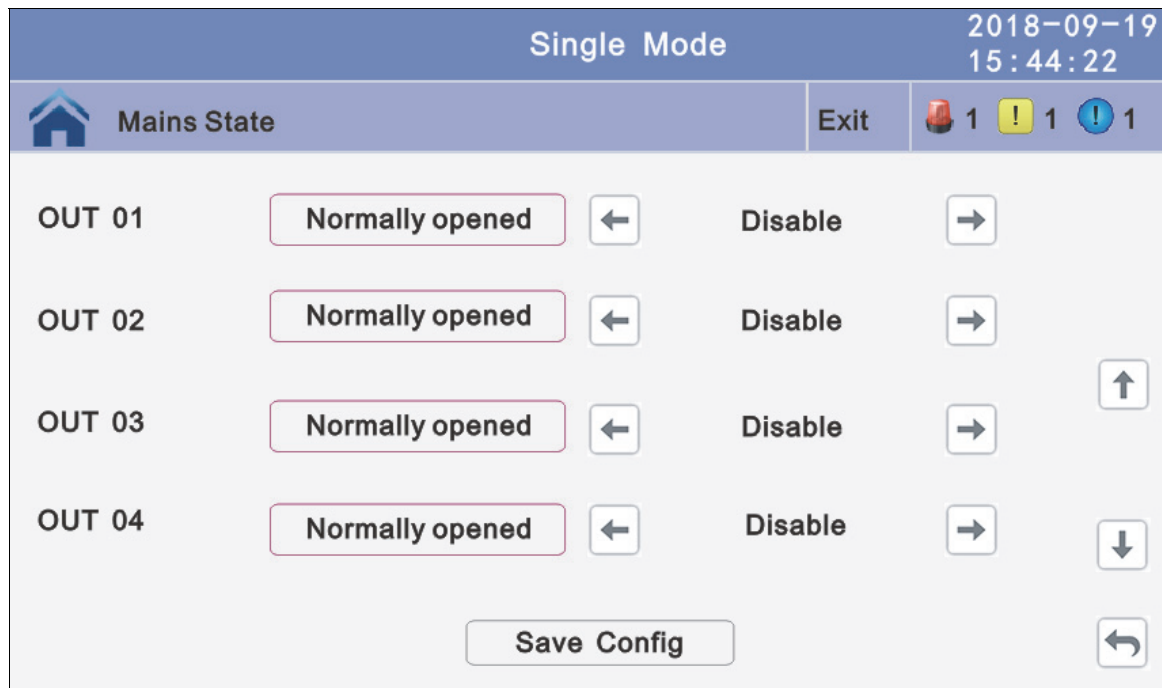 Single Mode
2018-09-19
15:44:22
Mains State
Exit
1 ! 1 ! 1
OUT 01 Normally opened Disable
OUT 02 Normally opened Disable
OUT 03 Normally opened Disable
OUT 04 Normally opened Disable
Save Config